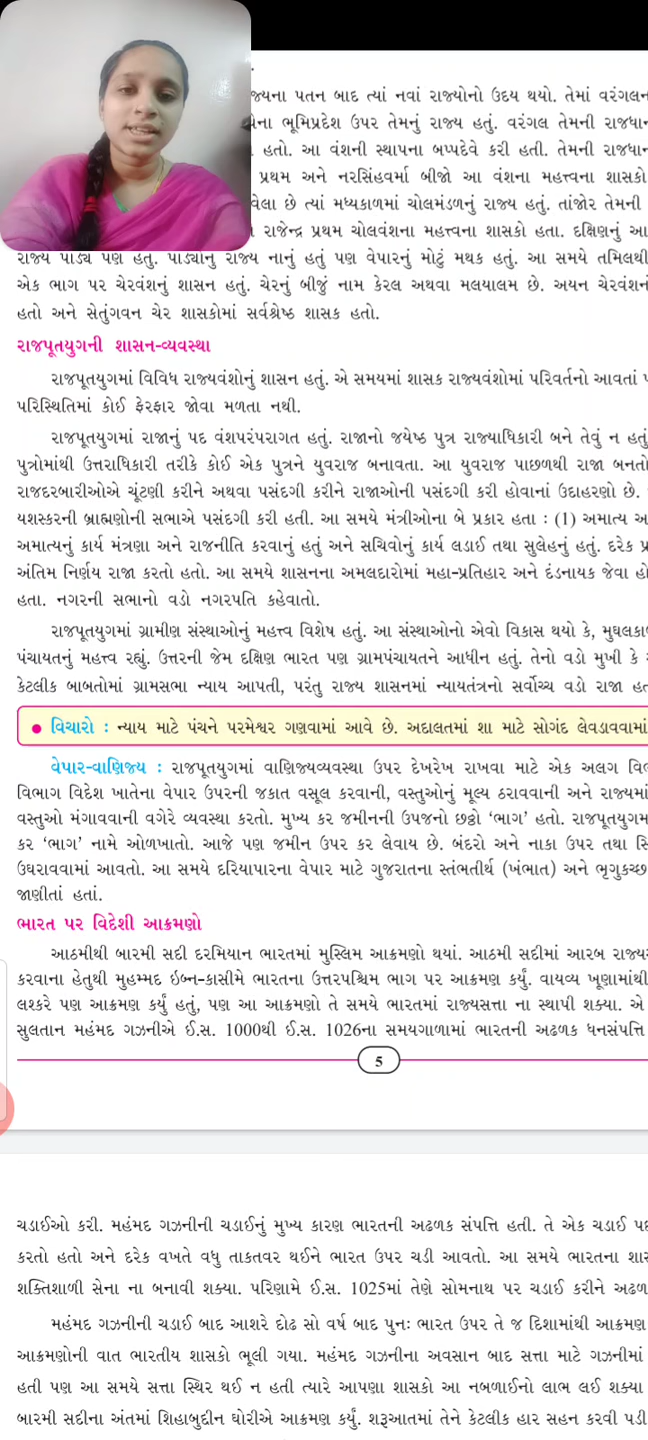 જ્યના પતન બાદ ત્યાં નવાં રાજ્યોનો ઉદય થયો. તેમાં વરંગલન
ના ભૂમિપ્રદેશ ઉપર તેમનું રાજ્ય હતું. વરંગલ તેમની રાજધાન
હતો. આ વંશની સ્થાપના બપ્પદેવે કરી હતી. તેમની રાજધાન
પ્રથમ અને નરસિંહવર્મા બીજો આ વંશના મહત્ત્વના શાસકો
વેલા છે ત્યાં મધ્યકાળમાં ચોલમંડળનું રાજ્ય હતું. તાંજોર તેમની
રાજેન્દ્ર પ્રથમ ચોલવંશના મહત્ત્વના શાસકો હતા. દક્ષિણનું આ
રાજ્ય પાંડ્ય પણ હતું. પાંડ્યોનું રાજ્ય નાનું હતું પણ વેપારનું મોટું મથક હતું. આ સમયે તમિલથી
એક ભાગ પર ચેરવંશનું શાસન હતું. ચેરનું બીજું નામ કેરલ અથવા મલયાલમ છે. અયન ચેરવંશનો
હતો અને સેતુંગવન ચેર શાસકોમાં સર્વશ્રેષ્ઠ શાસક હતો.
રાજપૂતયુગની શાસન-વ્યવસ્થા
રાજપૂતયુગમાં વિવિધ રાજ્યવંશોનું શાસન હતું. એ સમયમાં શાસક રાજ્યવંશોમાં પરિવર્તનો આવતાં
પરિસ્થિતિમાં કોઈ ફેરફાર જોવા મળતા નથી.
રાજપૂતયુગમાં રાજાનું પદ વંશપરંપરાગત હતું. રાજાનો જયેષ્ઠ પુત્ર રાજ્યાધિકારી બને તેવું ન હતું
પુત્રોમાંથી ઉત્તરાધિકારી તરીકે કોઈ એક પુત્રને યુવરાજ બનાવતા. આ યુવરાજ પાછળથી રાજા બનતો
રાજદરબારીઓએ ચૂંટણી કરીને અથવા પસંદગી કરીને રાજાઓની પસંદગી કરી હોવાનાં ઉદાહરણો છે.
યશસ્કરની બ્રાહ્મણોની સભાએ પસંદગી કરી હતી. આ સમયે મંત્રીઓના બે પ્રકાર હતા : (1) અમાત્ય અ
અમાત્યનું કાર્ય મંત્રણા અને રાજનીતિ કરવાનું હતું અને સચિવોનું કાર્ય લડાઈ તથા સુલેહનું હતું. દરેક પ્ર
અંતિમ નિર્ણય રાજા કરતો હતો. આ સમયે શાસનના અમલદારોમાં મહા-પ્રતિહાર અને દંડનાયક જેવા હો
હતા. નગરની સભાનો વડો નગરપતિ કહેવાતો.
રાજપૂતયુગમાં ગ્રામીણ સંસ્થાઓનું મહત્ત્વ વિશેષ હતું. આ સંસ્થાઓનો એવો વિકાસ થયો કે, મુઘલકા
પંચાયતનું મહત્ત્વ રહ્યું. ઉત્તરની જેમ દક્ષિણ ભારત પણ ગ્રામપંચાયતને આધીન હતું. તેનો વડો મુખી કે
કેટલીક બાબતોમાં ગ્રામસભા ન્યાય આપતી, પરંતુ રાજ્ય શાસનમાં ન્યાયતંત્રનો સર્વોચ્ચ વડો રાજા હત
● વિચારો : ન્યાય માટે પંચને પરમેશ્વર ગણવામાં આવે છે. અદાલતમાં શા માટે સોગંદ લેવડાવવામાં
વેપાર-વાણિજ્ય : રાજપૂતયુગમાં વાણિજ્યવ્યવસ્થા ઉપર દેખરેખ રાખવા માટે એક અલગ વિ
વિભાગ વિદેશ ખાતેના વેપાર ઉપરની જકાત વસૂલ કરવાની, વસ્તુઓનું મૂલ્ય ઠરાવવાની અને રાજ્યમાં
વસ્તુઓ મંગાવવાની વગેરે વ્યવસ્થા કરતો. મુખ્ય કર જમીનની ઉપજનો છઠ્ઠો 'ભાગ' હતો. રાજપૂતયુગમ
કર 'ભાગ' નામે ઓળખાતો. આજે પણ જમીન ઉપર કર લેવાય છે. બંદરો અને નાકા ઉપર તથા સિ
ઉઘરાવવામાં આવતો. આ સમયે દરિયાપારના વેપાર માટે ગુજરાતના સ્તંભતીર્થ (ખંભાત) અને ભૃગુકચ્છ
જાણીતાં હતાં.
ભારત પર વિદેશી આક્રમણો
આઠમીથી બારમી સદી દરમિયાન ભારતમાં મુસ્લિમ આક્રમણો થયાં. આઠમી સદીમાં આરબ રાજ્ય
કરવાના હેતુથી મુહમ્મદ ઇબ્ન-કાસીમે ભારતના ઉત્તરપશ્ચિમ ભાગ પર આક્રમણ કર્યું. વાયવ્ય ખૂણામાંથી
લશ્કરે પણ આક્રમણ કર્યું હતું, પણ આ આક્રમણો તે સમયે ભારતમાં રાજ્યસત્તા ના સ્થાપી શક્યા. એ
સુલતાન મહંમદ ગઝનીએ ઈ.સ. 1000થી ઈ.સ. 1026ના સમયગાળામાં ભારતની અઢળક ધનસંપત્તિ
5
ચડાઈઓ કરી. મહંમદ ગઝનીની ચડાઈનું મુખ્ય કારણ ભારતની અઢળક સંપત્તિ હતી. તે એક ચડાઈ પ
કરતો હતો અને દરેક વખતે વધુ તાકતવર થઈને ભારત ઉપર ચડી આવતો. આ સમયે ભારતના શાસ
શક્તિશાળી સેના ના બનાવી શક્યા. પરિણામે ઈ.સ. 1025માં તેણે સોમનાથ પર ચડાઈ કરીને અઢળ
મહંમદ ગઝનીની ચડાઈ બાદ આશરે દોઢ સો વર્ષ બાદ પુનઃ ભારત ઉપર તે જ દિશામાંથી આક્રમણ
આક્રમણોની વાત ભારતીય શાસકો ભૂલી ગયા. મહંમદ ગઝનીના અવસાન બાદ સત્તા માટે ગઝનીમાં
હતી પણ આ સમયે સત્તા સ્થિર થઈ ન હતી ત્યારે આપણા શાસકો આ નબળાઈનો લાભ લઈ શક્યા
બારમી સદીના અંતમાં શિહાબુદ્દીન ઘોરીએ આક્રમણ કર્યું. શરૂઆતમાં તેને કેટલીક હાર સહન કરવી પડી